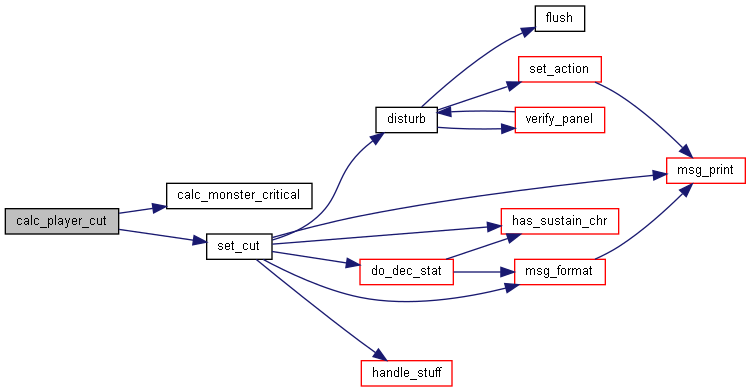 flush
set_action
disturb
verify_panel
msg_print
calc_monster_critical
calc_player_cut
has_sustain_chr
set_cut
do_dec_stat
msg_format
handle_stuff